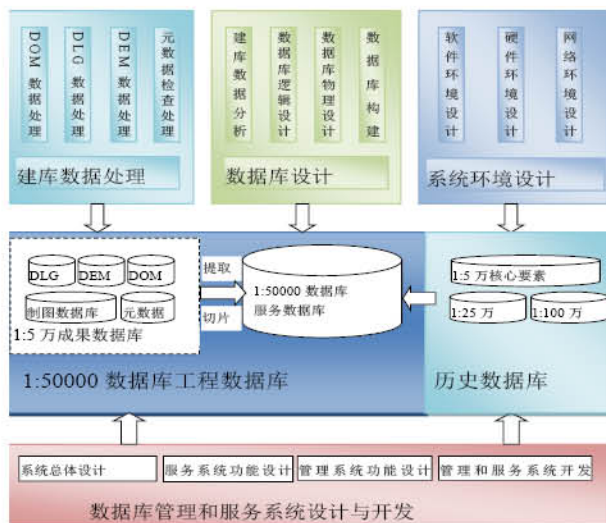 DOM 数据处理
DLG 数据处理
DEM 数据处理
元数据检查处理
建库数据处理
建库数据分析
数据库逻辑设计
数据库物理设计
数据库构建
数据库设计
软件环境设计
硬件环境设计
网络环境设计
系统环境设计
DLG
DEM
DOM
制图数据库
元数据
1:5 万成果数据库
提取
切片
1:50000 数据库
服务数据库
1:5 万核心要素
1:25 万
1:100 万
1:50000 数据库工程数据库
历史数据库
系统总体设计
服务系统功能设计
管理系统功能设计
管理和服务系统开发
数据库管理和服务系统设计与开发